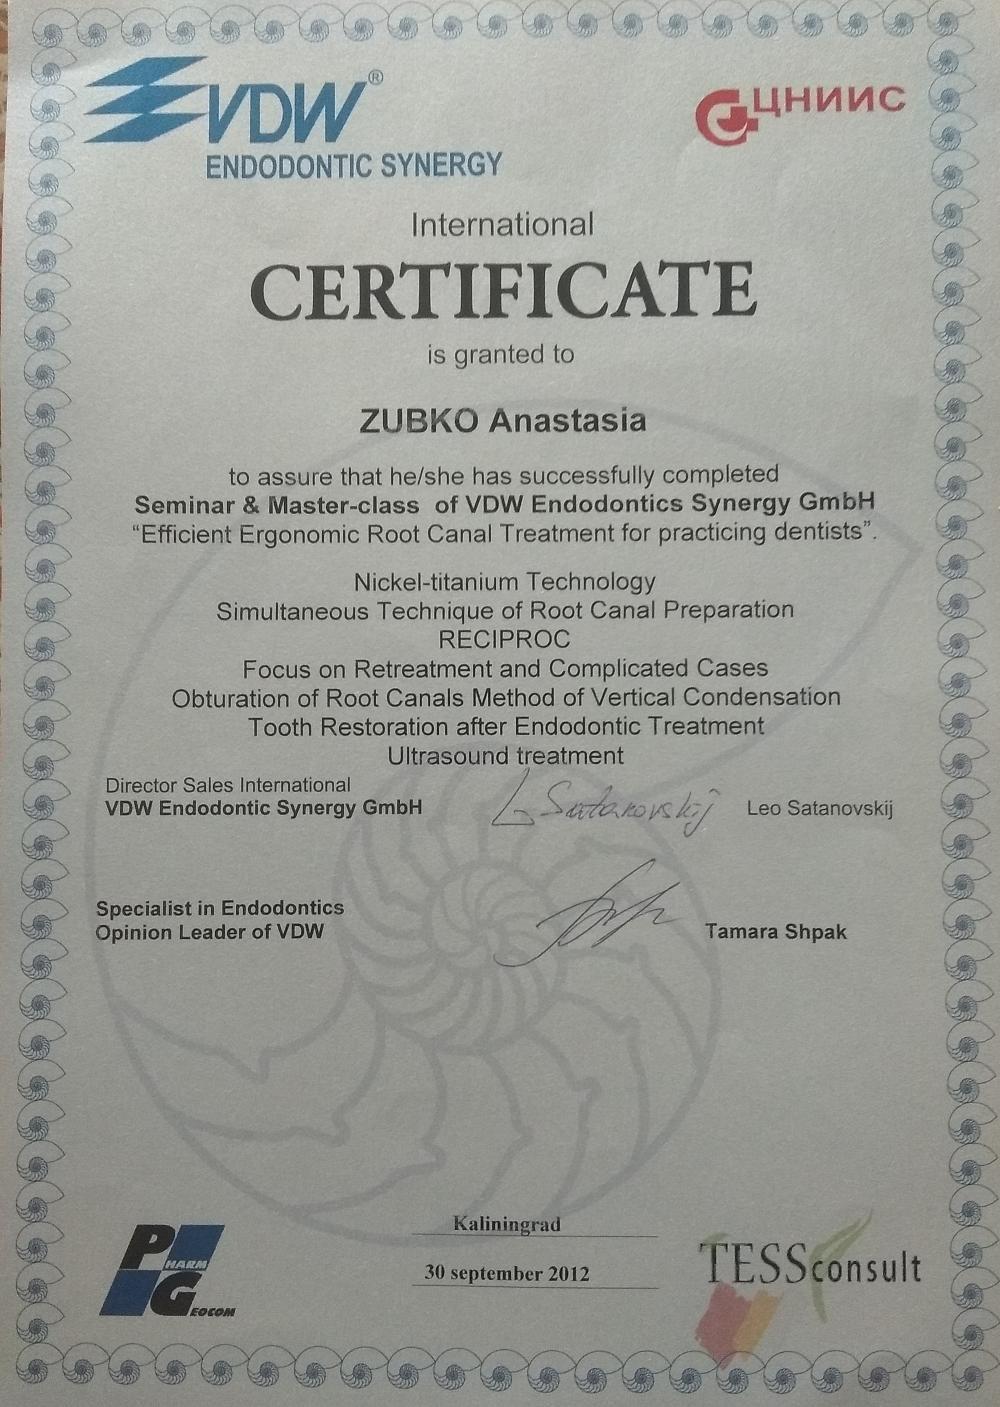 VDW®
ENDODONTIC SYNERGY
ЦНИИС
International
CERTIFICATE
is granted to
ZUBKO Anastasia
to assure that he/she has successfully completed
Seminar & Master-class of VDW Endodontics Synergy GmbH
“Efficient Ergonomic Root Canal Treatment for practicing dentists”.
Nickel-titanium Technology
Simultaneous Technique of Root Canal Preparation
RECIPROC
Focus on Retreatment and Complicated Cases
Obturation of Root Canals Method of Vertical Condensation
Tooth Restoration after Endodontic Treatment
Ultrasound treatment
Director Sales International
VDW Endodontic Synergy GmbH
L Satanovskij
Leo Satanovskij
Specialist in Endodontics
Opinion Leader of VDW
Tamara Shpak
Kaliningrad
30 september 2012
PHARM
GEOCOM
TESSconsult